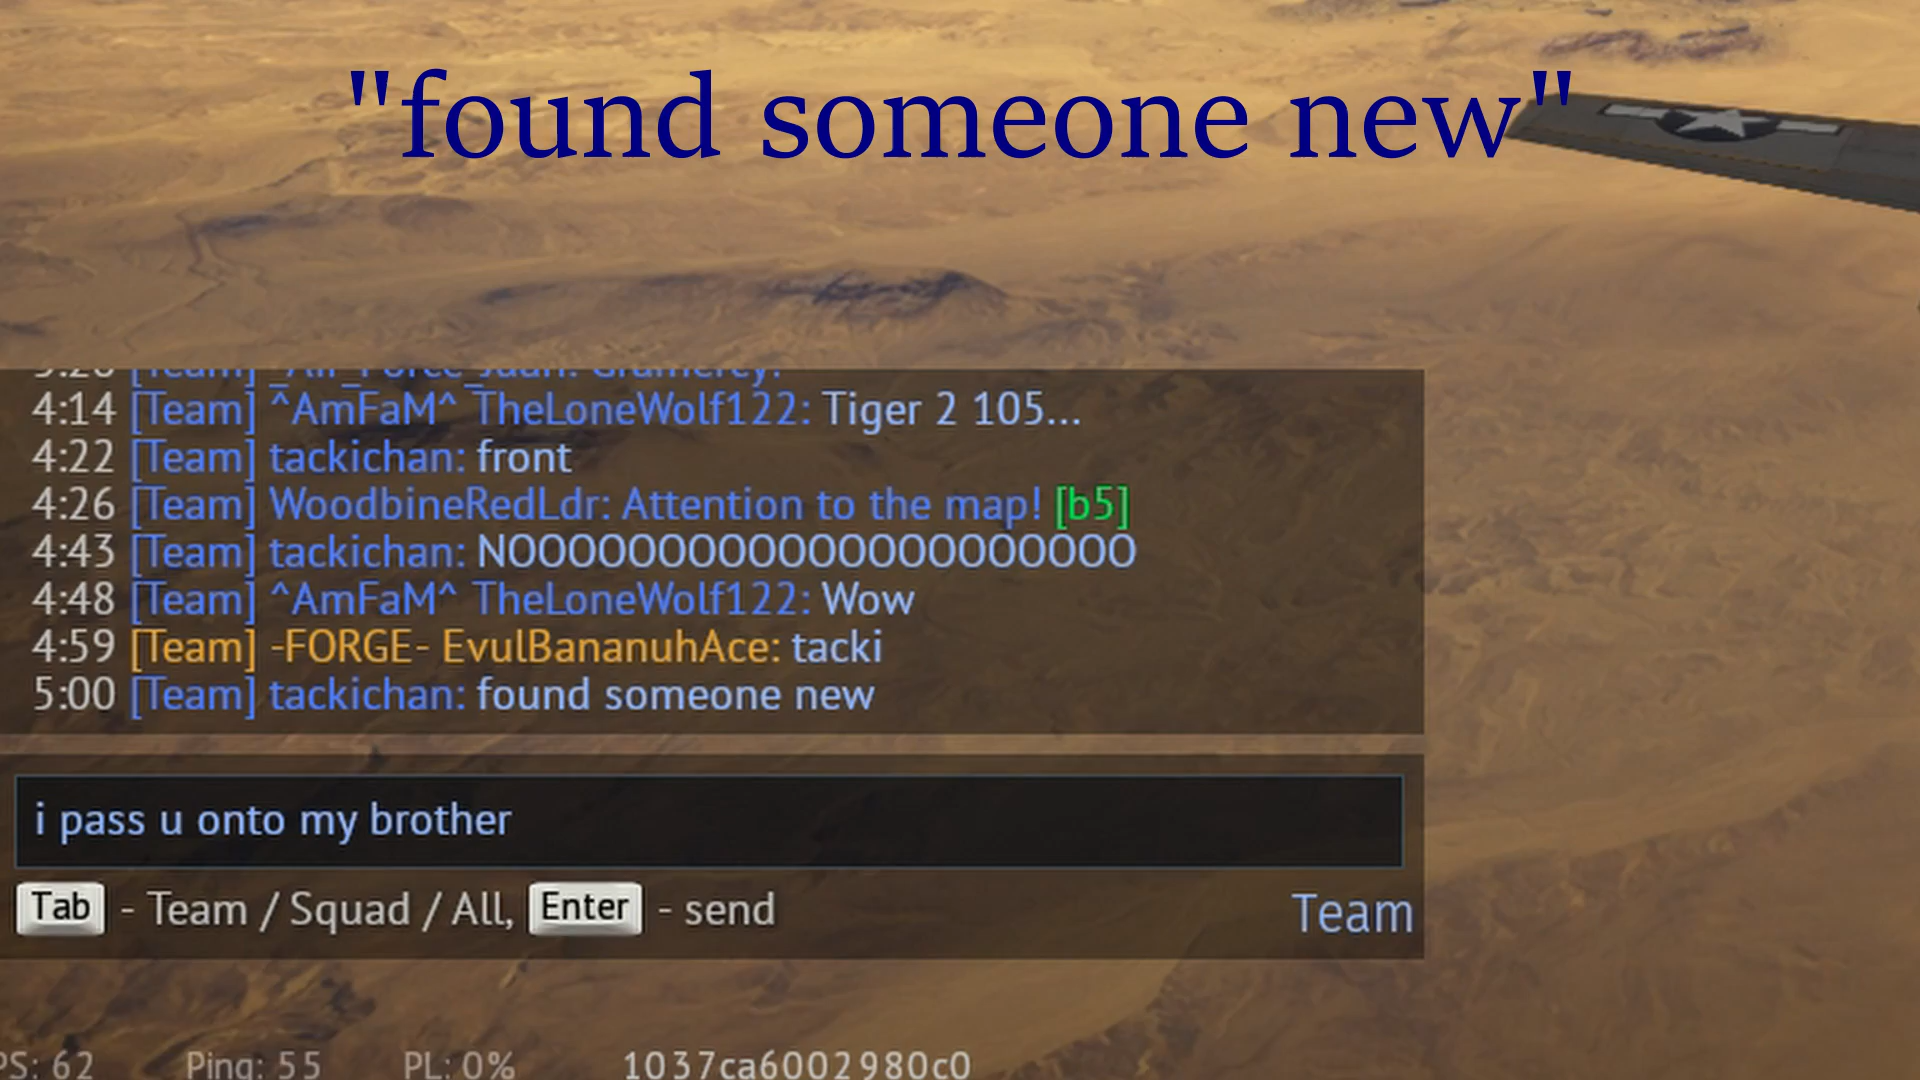 "found someone new"
4:14 [Team] ^AmFaM^ TheLoneWolf122: Tiger 2 105...
4:22 [Team] tackichan: front
4:26 [Team] WoodbineRedLdr: Attention to the map! [b5]
4:43 [Team] tackichan: NOOOOOOOOOOOOOOOOOOOOOO
4:48 [Team] ^AmFaM^ TheLoneWolf122: Wow
4:59 [Team] -FORGE- EvulBananuhAce: tacki
5:00 [Team] tackichan: found someone new
i pass u onto my brother
Tab - Team / Squad / All, Enter - send Team
PS: 62 Ping: 55 PL: 0% 1037ca6002980c0